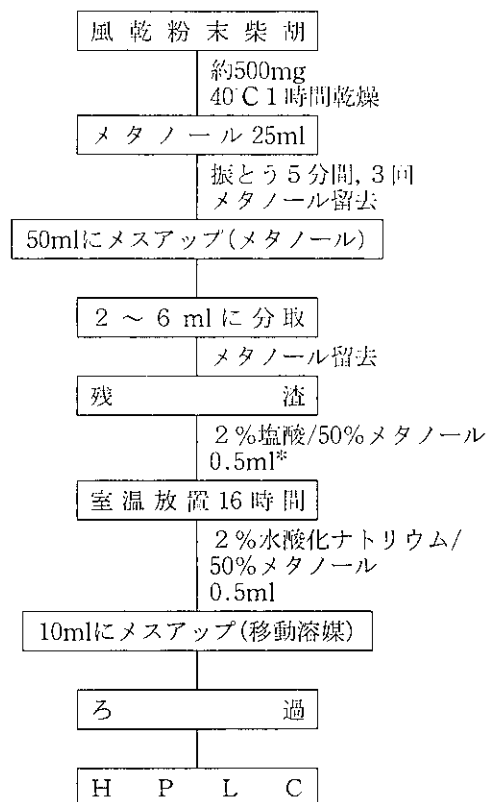 風乾粉末柴胡
約500mg
40℃1時間乾燥
メタノール25ml
振とう5分間,3回
メタノール留去
50mlにメスアップ(メタノール)
2～6mlに分取
メタノール留去
残渣
2%塩酸/50%メタノール
0.5ml*
室温放置16時間
2%水酸化ナトリウム/
50%メタノール
0.5ml
10mlにメスアップ(移動溶媒)
ろ過
HPLC